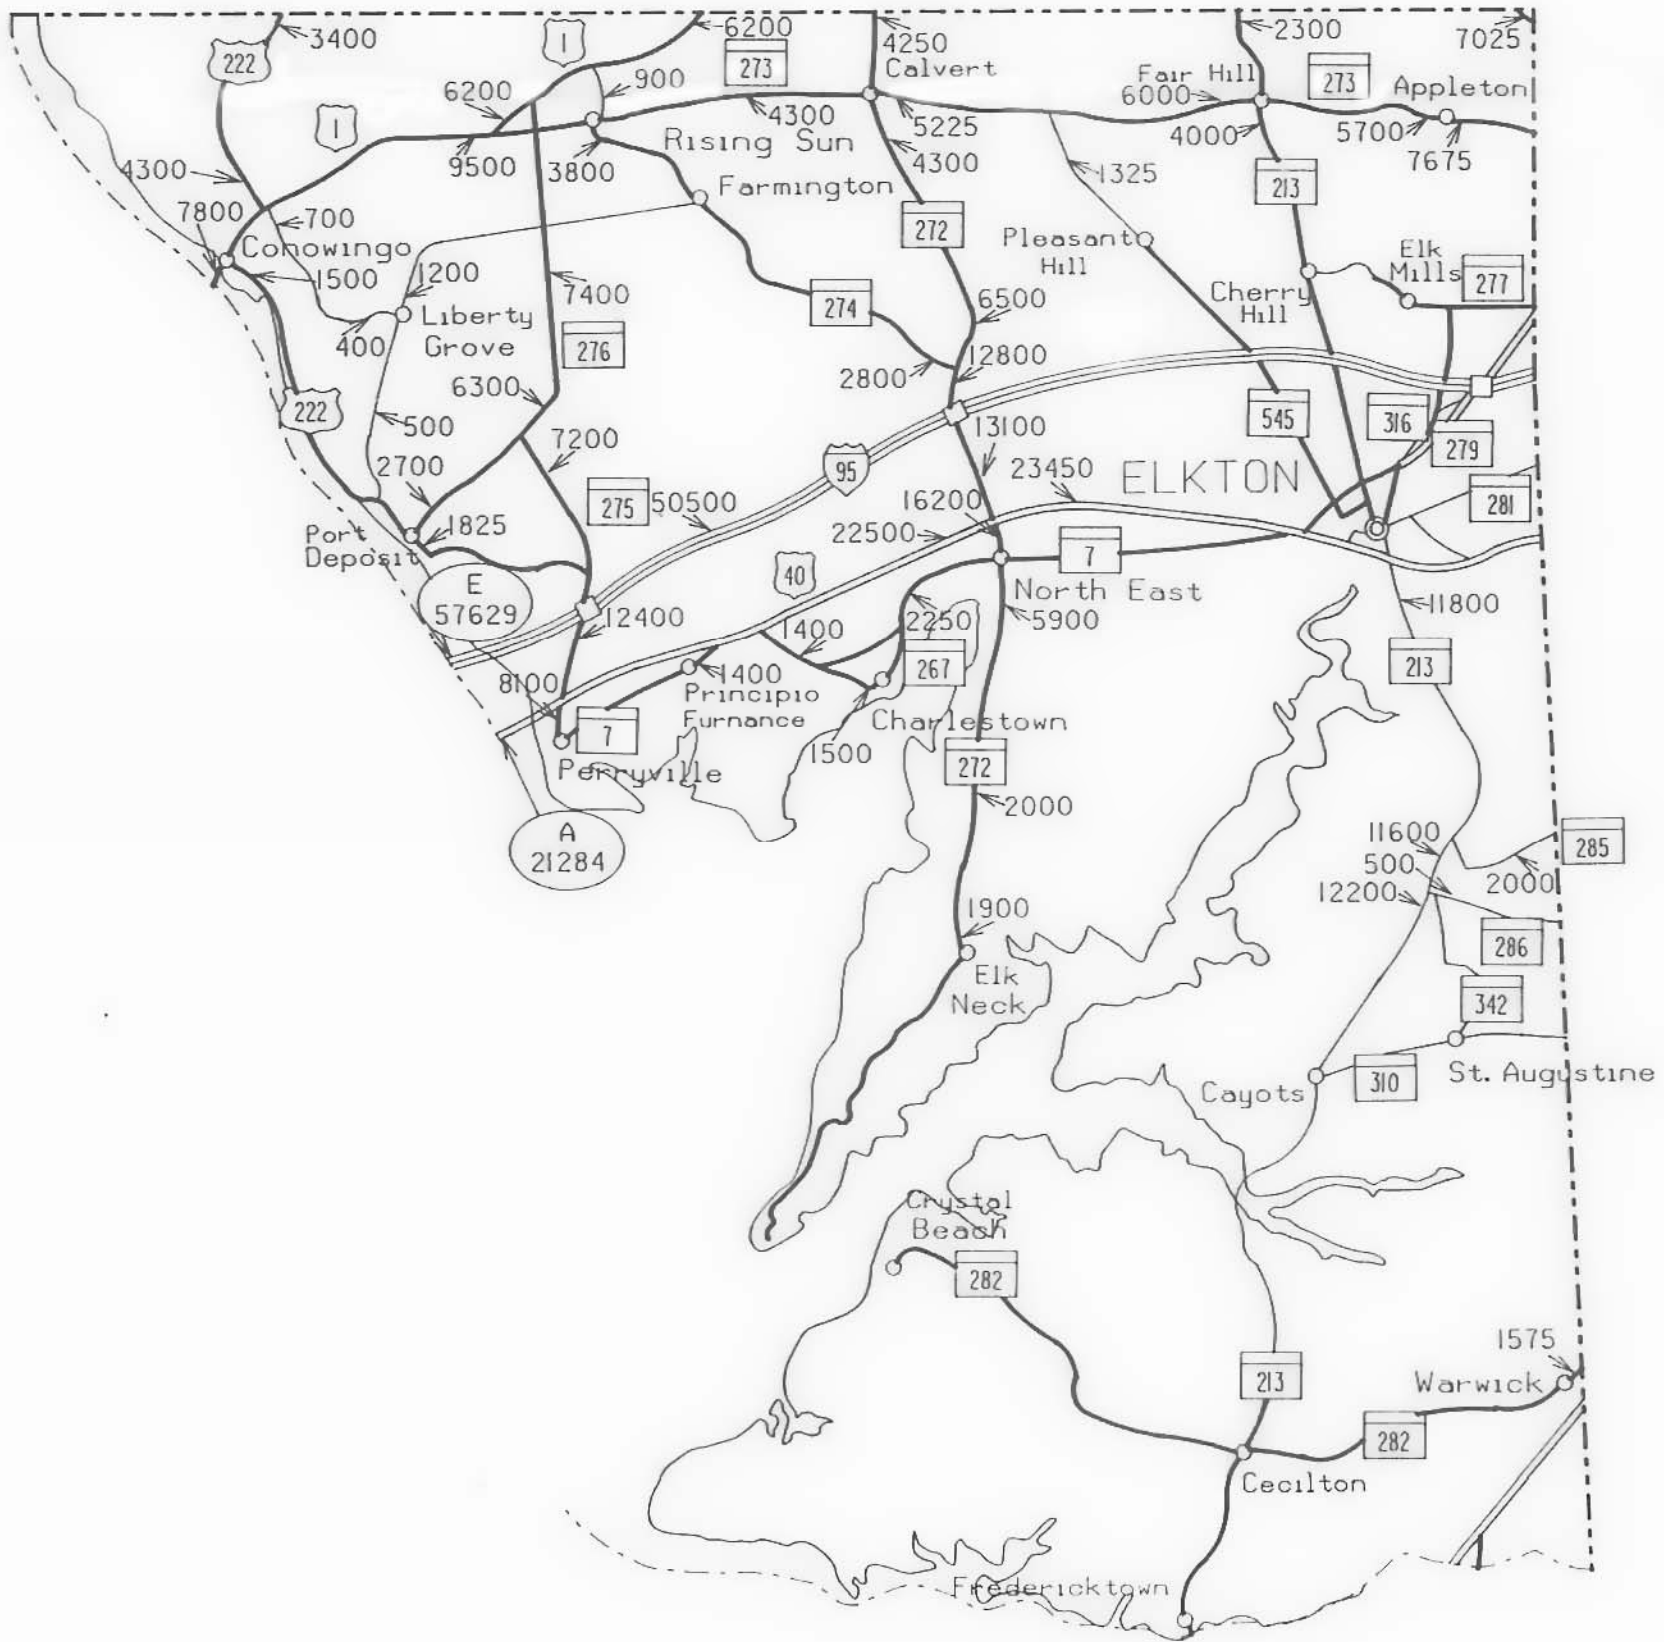 3400
222
1
6200
273
4250
Calvert
2300
7025
6200
900
Fair Hill
6000
273
Appleton
1
4300
5225
4000
5700
7675
9500
3800
Rising Sun
4300
1325
4300
Farmington
213
7800
700
272
Pleasant
Hill
Elk
Mills
277
Conowingo
1500
1200
7400
274
6500
Cherry
Hill
Liberty
Grove
400
276
12800
2800
6300
222
545
316
500
7200
13100
279
2700
95
23450
ELKTON
275
50500
16200
281
1825
22500
Port
Deposit
7
40
E
57629
North East
12400
1400
2250
5900
11800
267
213
8100
1400
Principio
Furnance
7
Charlestown
1500
272
Perryville
2000
A
21284
11600
285
500
2000
12200
1900
286
Elk
Neck
342
St. Augustine
310
Cayots
Crystal
Beach
282
1575
213
Warwick
282
Cecilton
Fredericktown